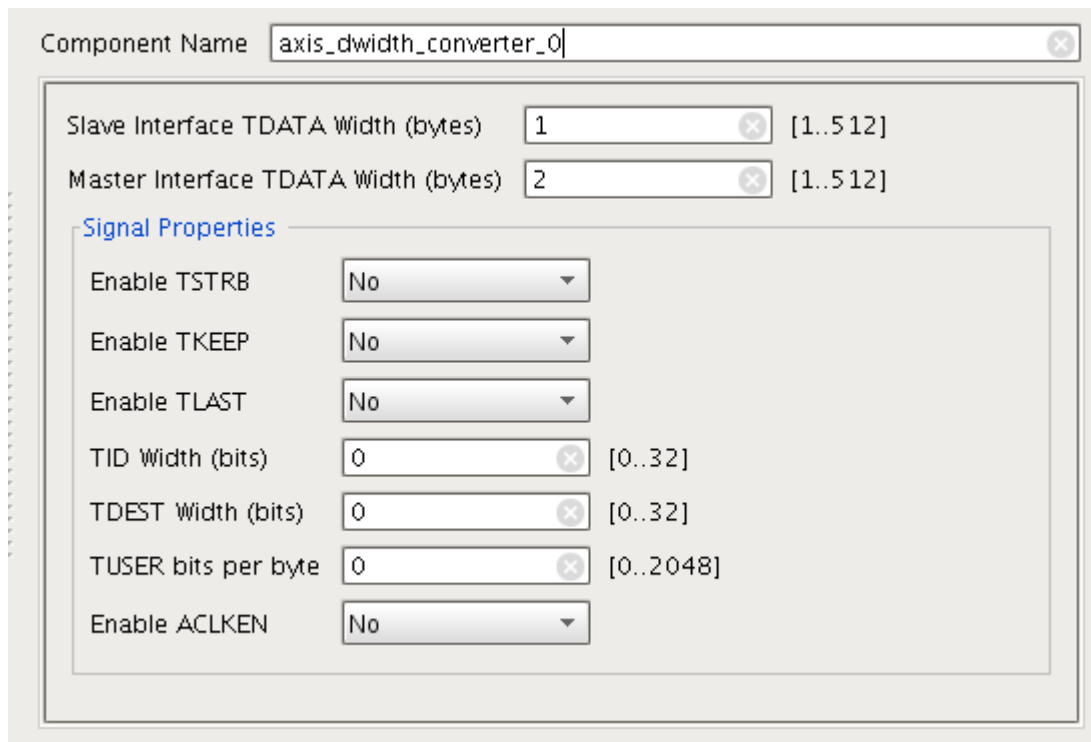 Component Name axis_dwidth_converter_0
Slave Interface TDATA Width (bytes) 1 [1..512]
Master Interface TDATA Width (bytes) 2 [1..512]
Signal Properties
Enable TSTRB No
Enable TKEEP No
Enable TLAST No
TID Width (bits) 0 [0..32]
TDEST Width (bits) 0 [0..32]
TUSER bits per byte 0 [0..2048]
Enable ACLKEN No